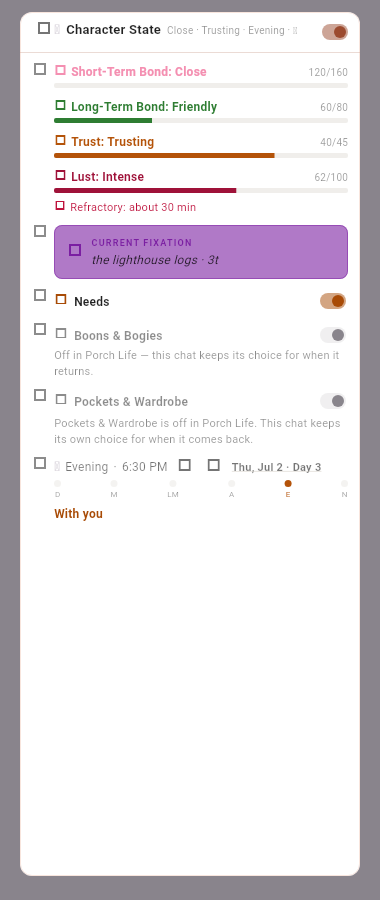 Character State Close · Trusting · Evening ·
Short-Term Bond: Close 120/160
Long-Term Bond: Friendly 60/80
Trust: Trusting 40/45
Lust: Intense 62/100
Refractory: about 30 min
CURRENT FIXATION
the lighthouse logs · 3t
Needs
Boons & Bogies
Off in Porch Life — this chat keeps its choice for when it
returns.
Pockets & Wardrobe
Pockets & Wardrobe is off in Porch Life. This chat keeps
its own choice for when it comes back.
Evening · 6:30 PM Thu, Jul 2 · Day 3
D M LM A E N
With you